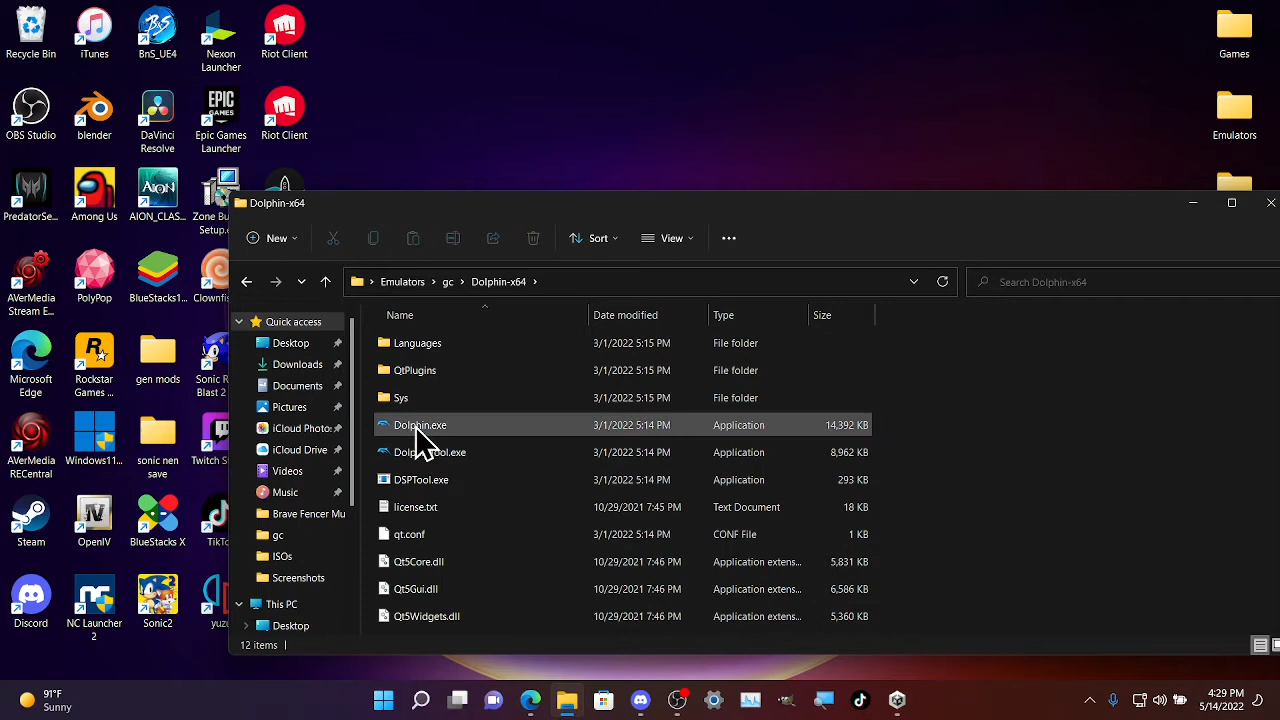 Recycle Bin
iTunes
BnS_UE4
Nexon Launcher
Riot Client
Games
OBS Studio
blender
DaVinci Resolve
Epic Games Launcher
Riot Client
Emulators
PredatorSe...
Among Us
AION_CLAS...
Zone Bu
Setup.e
Dolphin-x64
New
Sort
View
Emulators > gc > Dolphin-x64 >
Search Dolphin-x64
AVerMedia Stream E...
PolyPop
BlueStacks1...
Clownfis
Quick access
Desktop
Downloads
Documents
Pictures
iCloud Photo:
iCloud Drive
Videos
Music
Brave Fencer Mu
gc
ISOs
Screenshots
This PC
Desktop
Name Date modified Type Size
Languages 3/1/2022 5:15 PM File folder
QtPlugins 3/1/2022 5:15 PM File folder
Sys 3/1/2022 5:15 PM File folder
Dolphin.exe 3/1/2022 5:14 PM Application 14,392 KB
3/1/2022 5:14 PM Application 8,962 KB
DSPTool.exe 3/1/2022 5:14 PM Application 293 KB
license.txt 10/29/2021 7:45 PM Text Document 18 KB
qt.conf 3/1/2022 5:14 PM CONF File 1 KB
Qt5Core.dll 10/29/2021 7:46 PM Application extens... 5,831 KB
Qt5Gui.dll 10/29/2021 7:46 PM Application extens... 6,586 KB
Qt5Widgets.dll 10/29/2021 7:46 PM Application extens... 5,360 KB
12 items
Microsoft Edge
Rockstar Games ...
gen mods
Sonic R
Blast 2
AVerMedia RECentral
Windows11...
sonic nen save
Twitch S
Steam
OpenIV
BlueStacks X
TikTo
Discord
NC Launcher 2
Sonic2
yuzu
91°F
Sunny
4:29 PM
5/14/2022